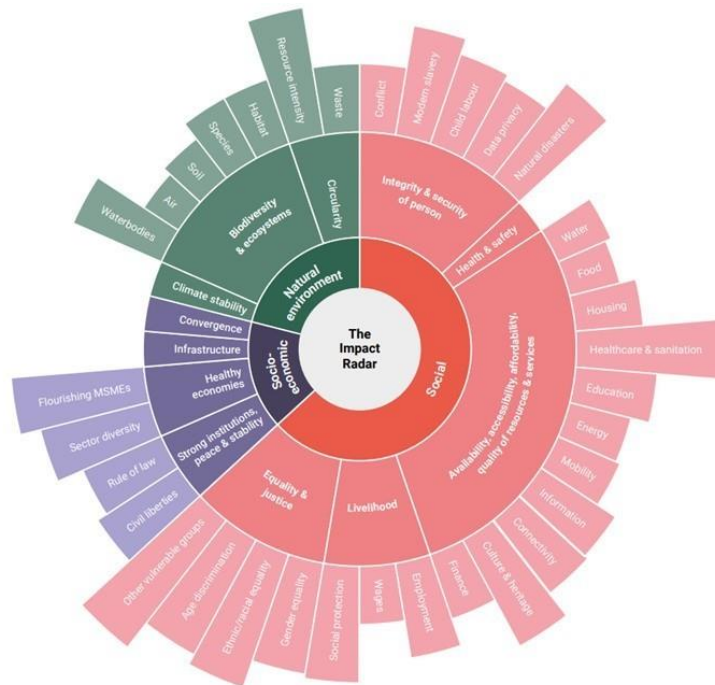 The
Impact
Radar
Social
Integrity & security
of person
Conflict
Modern slavery
Child labour
Data privacy
Natural disasters
Health & safety
Availability, accessibility, affordability,
quality of resources & services
Water
Food
Housing
Healthcare & sanitation
Education
Energy
Mobility
Information
Connectivity
Culture & heritage
Finance
Livelihood
Employment
Wages
Social protection
Equality &
justice
Gender equality
Ethnic/racial equality
Age discrimination
Other vulnerable groups
Socio-
economic
Strong institutions,
peace & stability
Civil liberties
Rule of law
Healthy
economies
Sector diversity
Flourishing MSMEs
Infrastructure
Convergence
Natural
environment
Climate stability
Biodiversity
& ecosystems
Waterbodies
Air
Soil
Species
Habitat
Circularity
Resource intensity
Waste